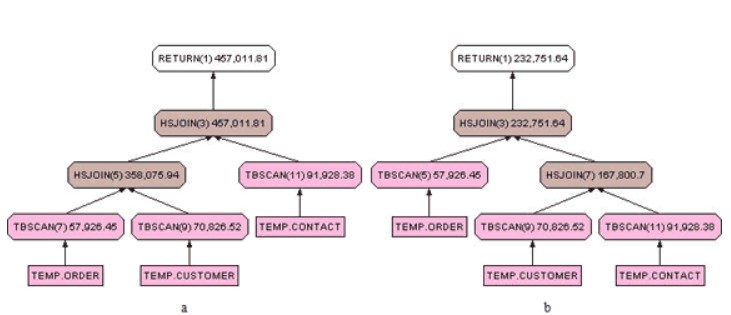 RETURN(1) 457,011.81
RETURN(1) 232,751.64
HSJOIN(3) 457,011.81
HSJOIN(3) 232,751.64
HSJOIN(5) 358,075.94
TBSCAN(11) 91,928.38
TBSCAN(5) 57,926.45
HSJOIN(7) 167,800.7
TBSCAN(7) 57,926.45
TBSCAN(9) 70,826.52
TEMP.CONTACT
TEMP.ORDER
TBSCAN(9) 70,826.52
TBSCAN(11) 91,928.38
TEMP.ORDER
TEMP.CUSTOMER
TEMP.CUSTOMER
TEMP.CONTACT
a
b